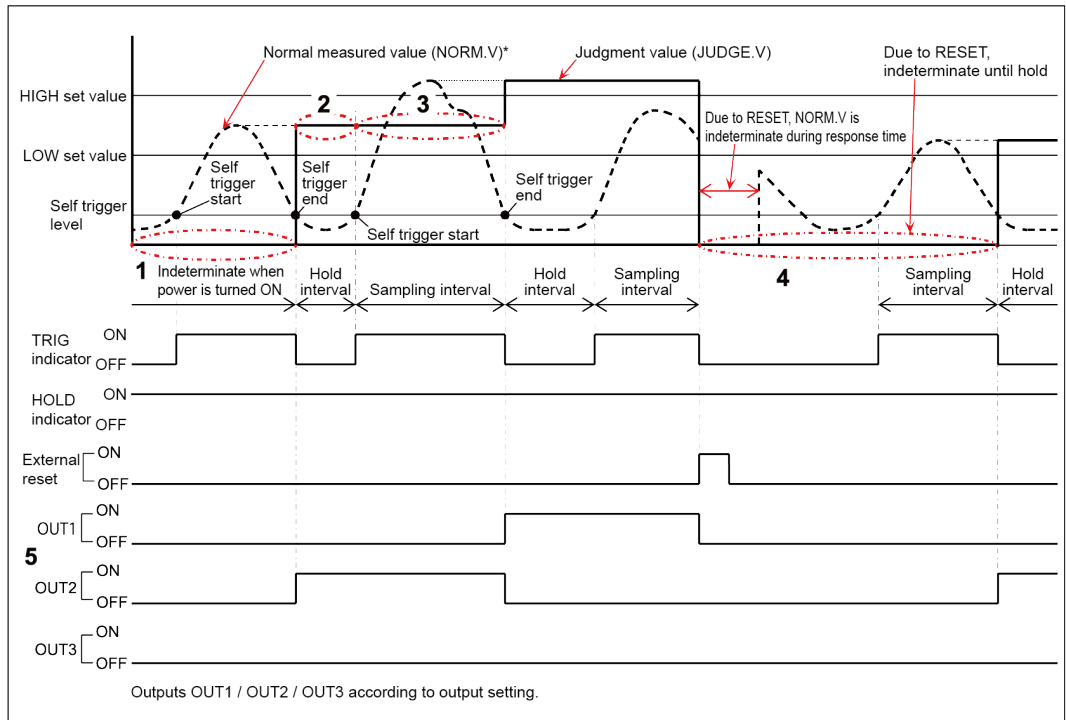 Normal measured value (NORM.V)*
Judgment value (JUDGE.V)
Due to RESET,
indeterminate until hold
HIGH set value
2
3
Due to RESET, NORM.V is
indeterminate during response time
LOW set value
Self
trigger
start
Self
trigger
end
Self trigger
end
Self trigger
level
Self trigger start
1
Indeterminate when
power is turned ON
Hold
interval
Sampling interval
Hold
interval
Sampling
interval
4
Sampling
interval
Hold
interval
TRIG
indicator
ON
OFF
HOLD
indicator
ON
OFF
External
reset
ON
OFF
OUT1
ON
OFF
5
OUT2
ON
OFF
OUT3
ON
OFF
Outputs OUT1 / OUT2 / OUT3 according to output setting.